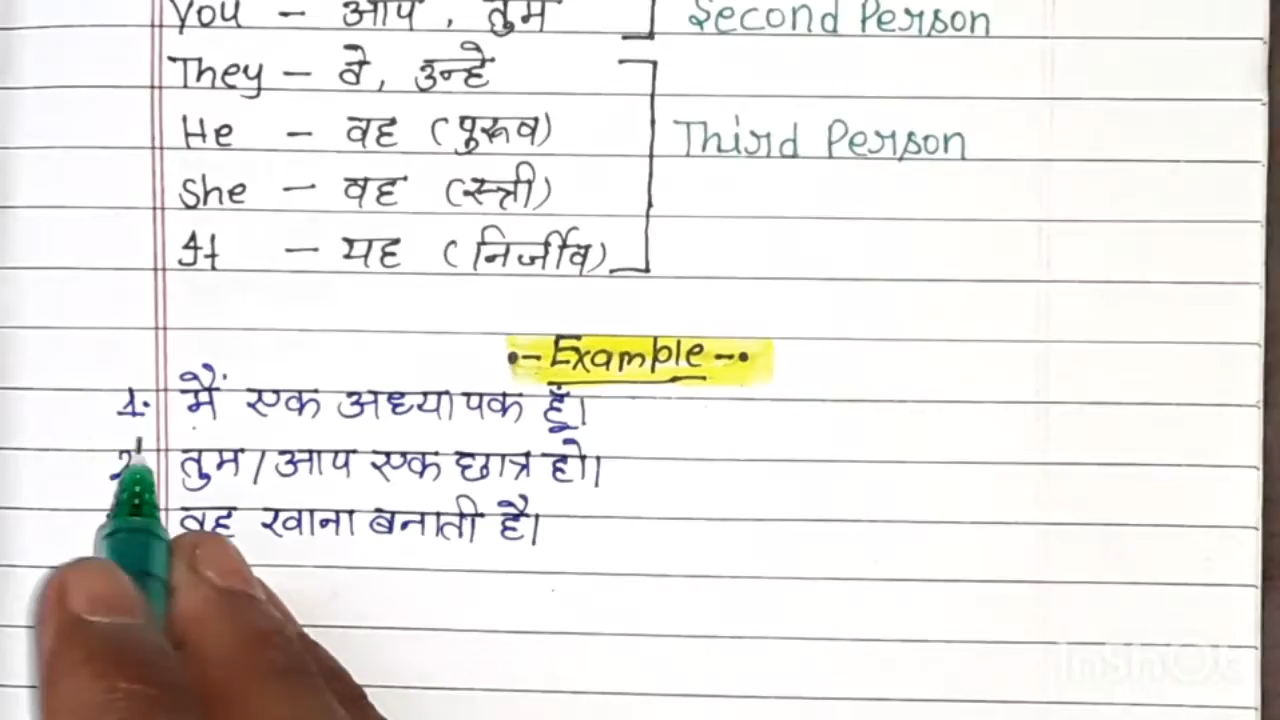 You – आप, तुम ] Second Person
They – वे, उन्हे
He – वह (पुरूष) ] Third Person
She – वह (स्त्री)
It – यह (निर्जीव)
•– Example –•
1. मैं एक अध्यापक हूँ।
2. तुम/आप एक छात्र हो।
वह खाना बनाती है।
InShOt